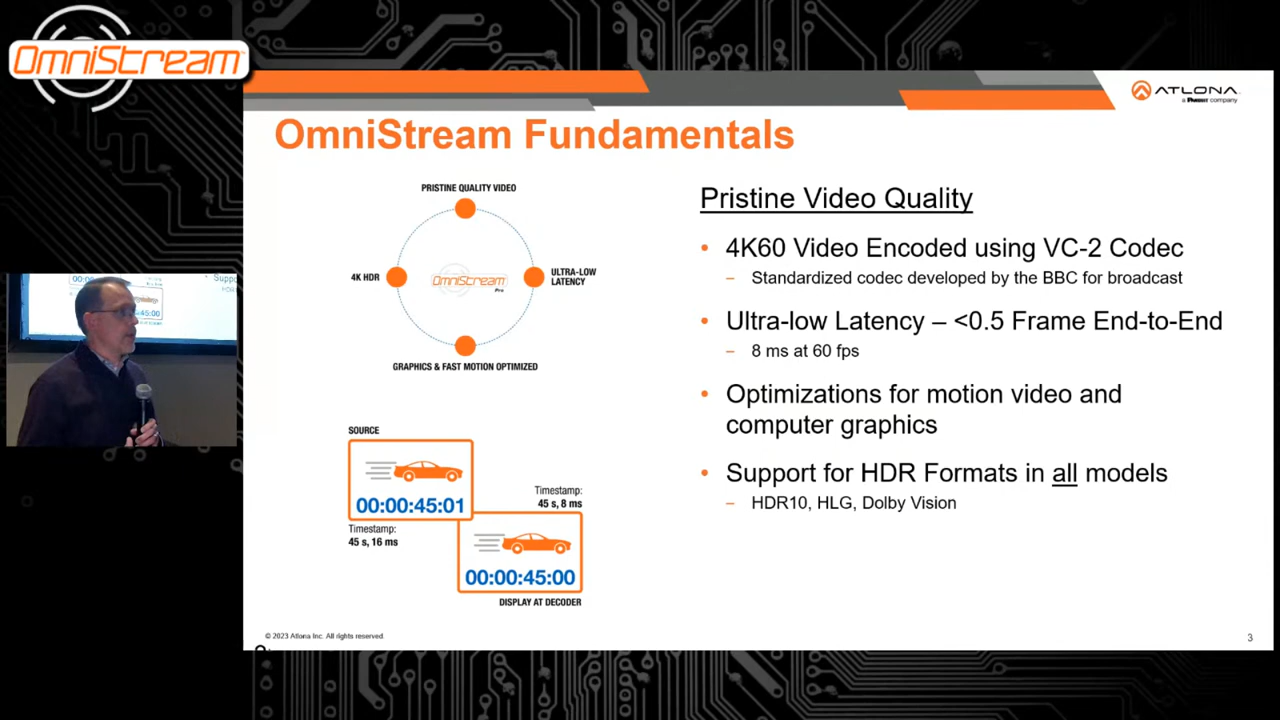 OmniStream™
ATLONA
a PANDUIT company
OmniStream Fundamentals
PRISTINE QUALITY VIDEO
4K HDR
OmniStream
Pro
ULTRA-LOW
LATENCY
GRAPHICS & FAST MOTION OPTIMIZED
SOURCE
00:00:45:01
Timestamp:
45 s, 16 ms
Timestamp:
45 s, 8 ms
00:00:45:00
DISPLAY AT DECODER
Pristine Video Quality
• 4K60 Video Encoded using VC-2 Codec
– Standardized codec developed by the BBC for broadcast
• Ultra-low Latency – <0.5 Frame End-to-End
– 8 ms at 60 fps
• Optimizations for motion video and
computer graphics
• Support for HDR Formats in all models
– HDR10, HLG, Dolby Vision
© 2023 Atlona Inc. All rights reserved.
3